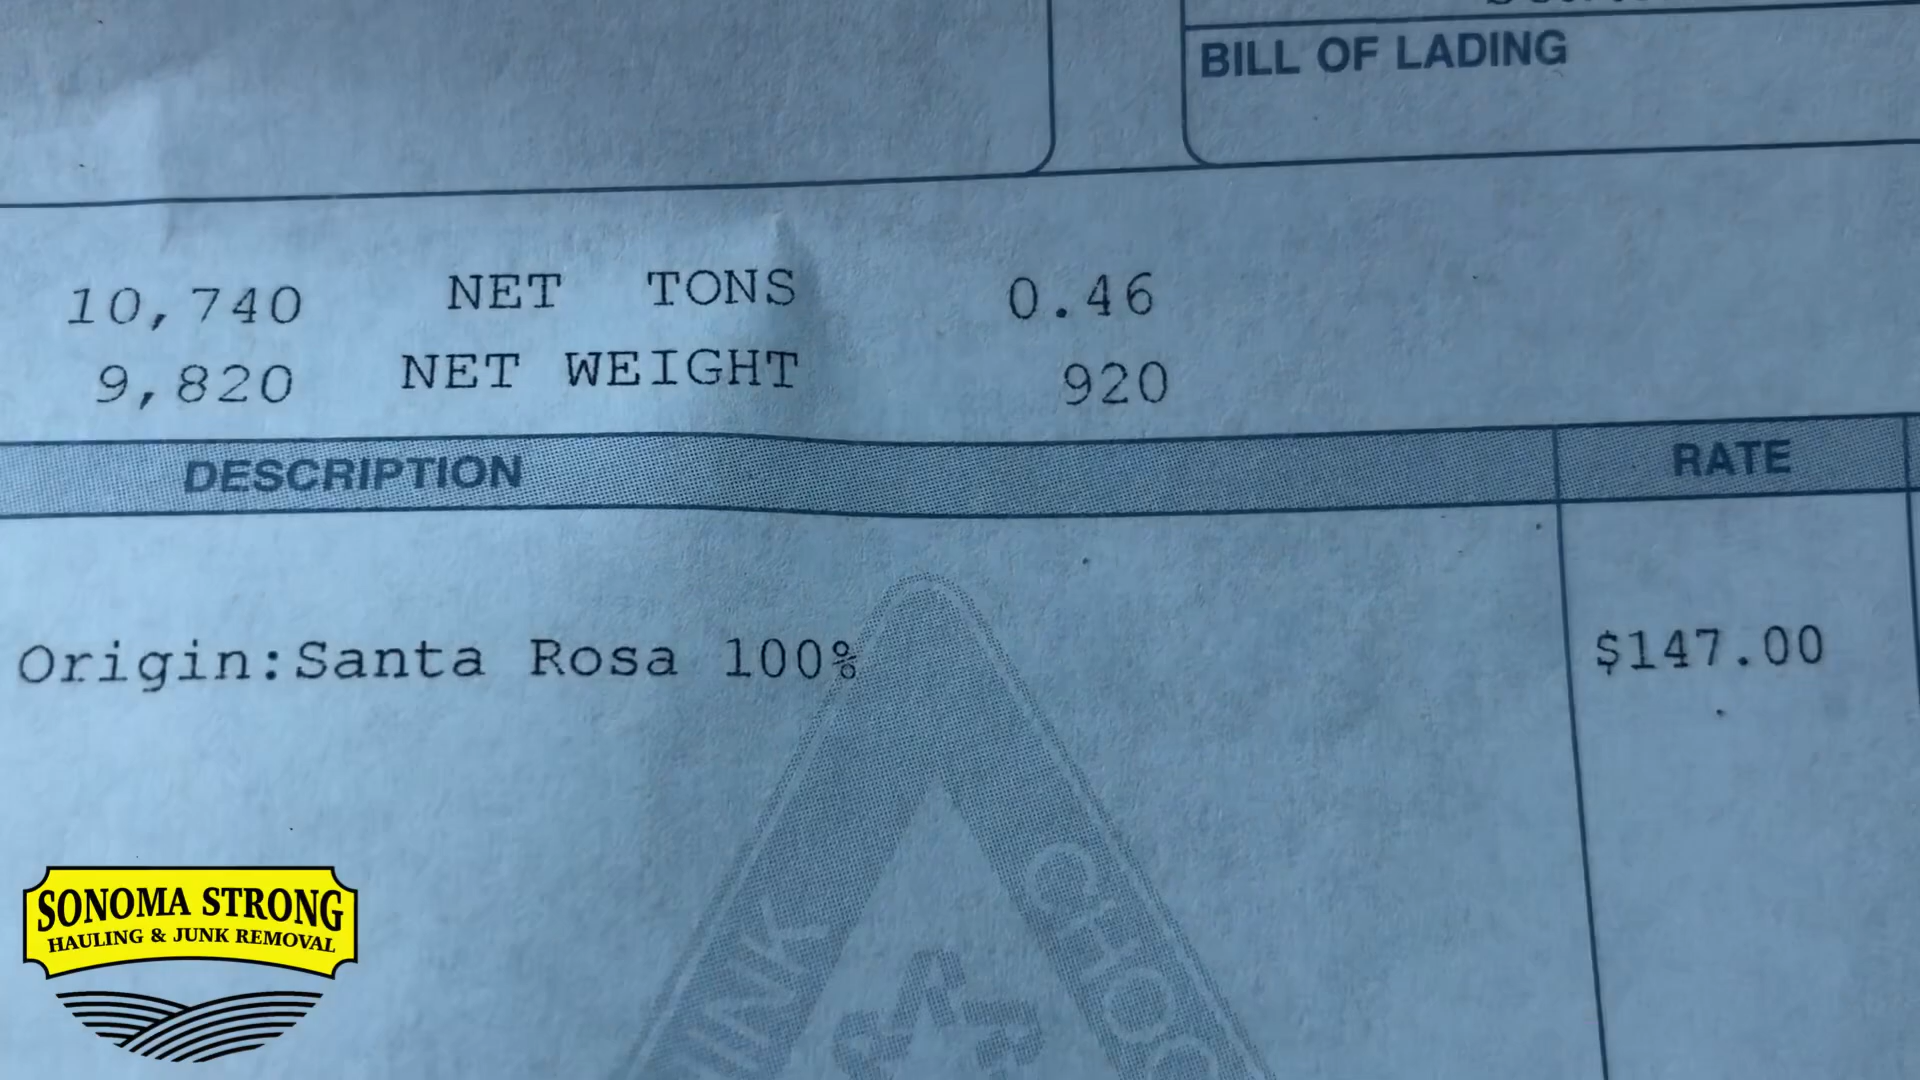 BILL OF LADING
10,740 NET TONS 0.46
9,820 NET WEIGHT 920
DESCRIPTION RATE
Origin:Santa Rosa 100% $147.00
SONOMA STRONG
HAULING & JUNK REMOVAL